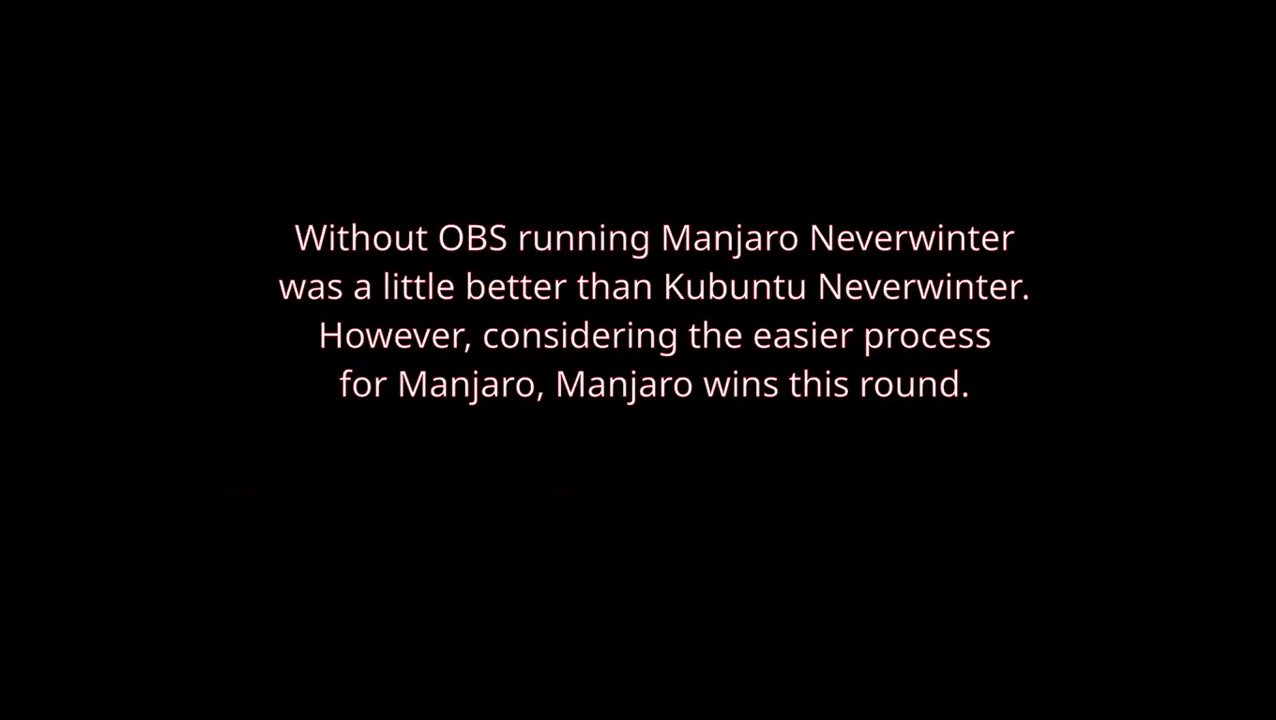 Without OBS running Manjaro Neverwinter
was a little better than Kubuntu Neverwinter.
However, considering the easier process
for Manjaro, Manjaro wins this round.